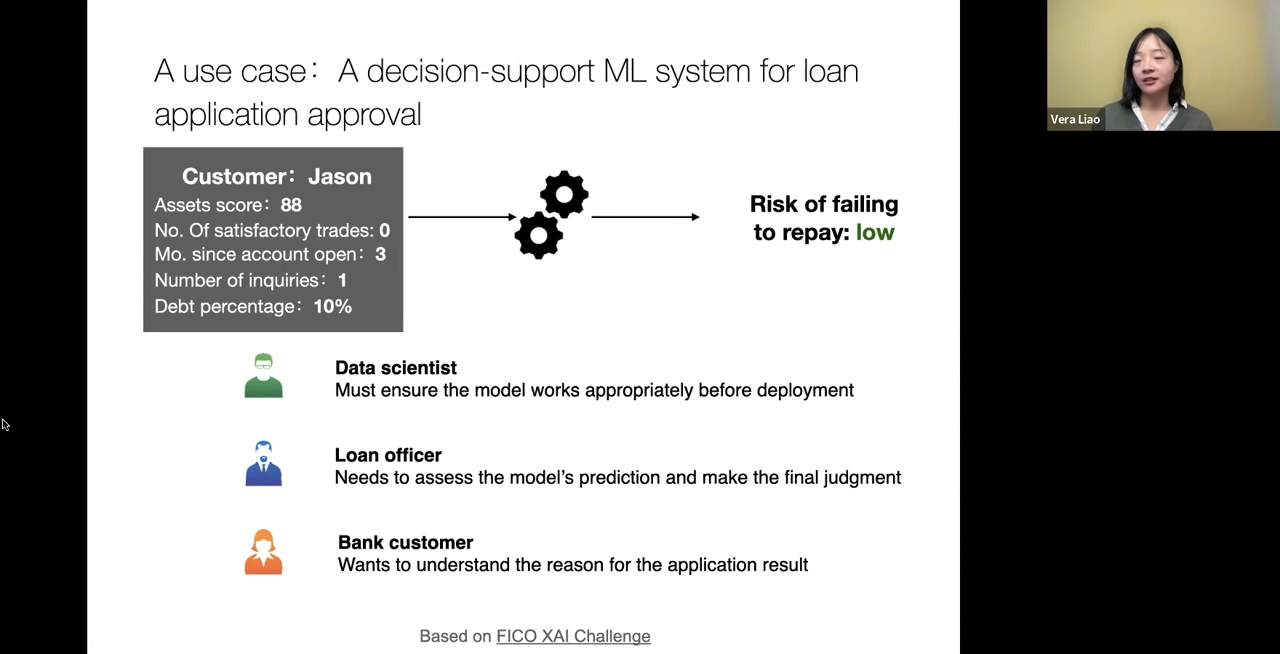 A use case： A decision-support ML system for loan
application approval
Customer： Jason
Assets score： 88
No. Of satisfactory trades: 0
Mo. since account open： 3
Number of inquiries： 1
Debt percentage： 10%
Risk of failing
to repay: low
Data scientist
Must ensure the model works appropriately before deployment
Loan officer
Needs to assess the model’s prediction and make the final judgment
Bank customer
Wants to understand the reason for the application result
Based on FICO XAI Challenge
Vera Liao